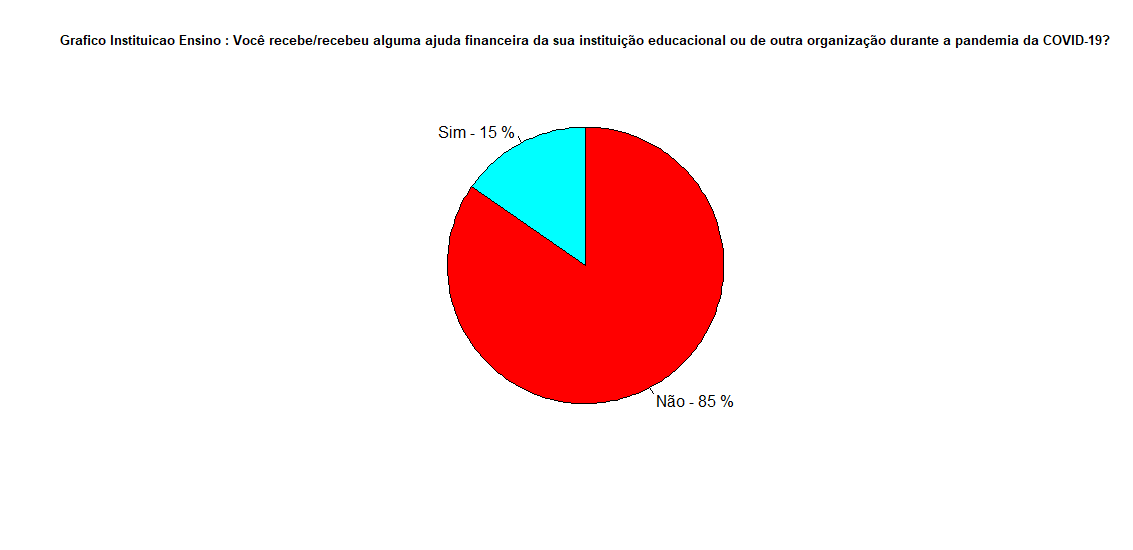 Grafico Instituicao Ensino : Você recebe/recebeu alguma ajuda financeira da sua instituição educacional ou de outra organização durante a pandemia da COVID-19?
Sim - 15 %
Não - 85 %